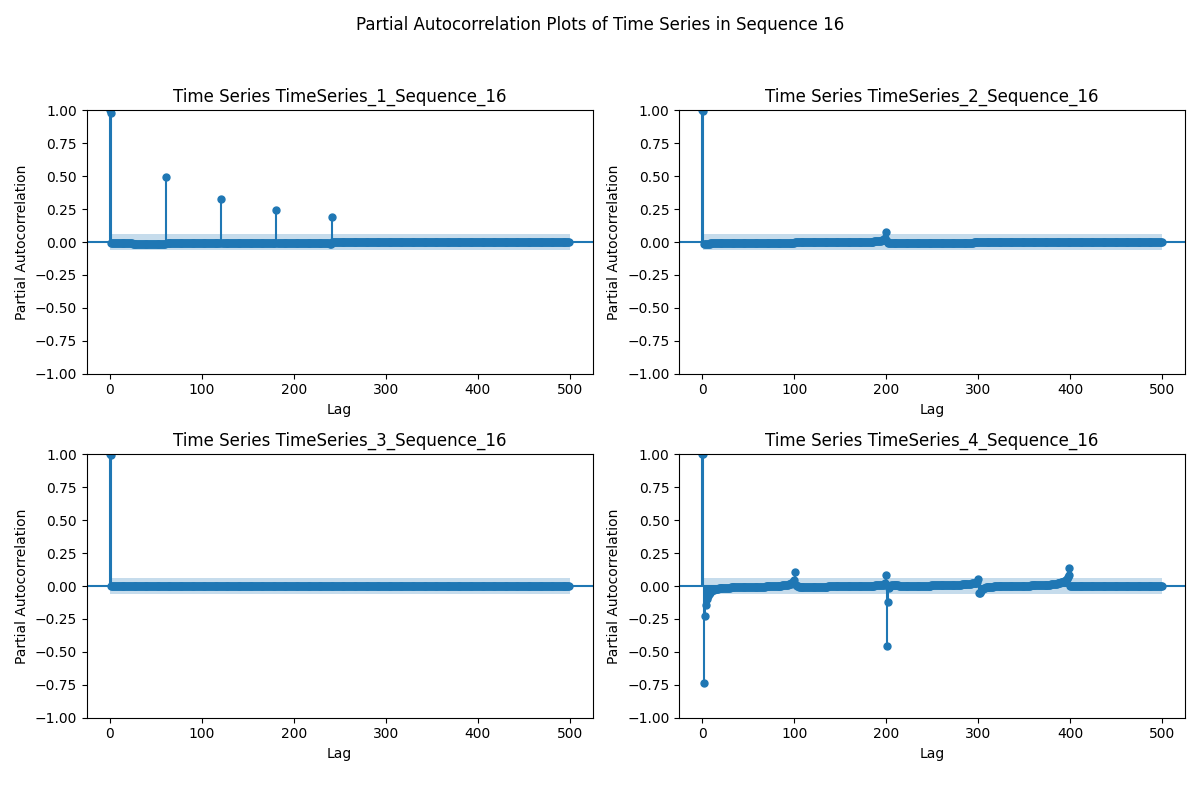 Partial Autocorrelation Plots of Time Series in Sequence 16
Time Series TimeSeries_1_Sequence_16
1.00
0.75
0.50
0.25
0.00
−0.25
−0.50
−0.75
−1.00
Partial Autocorrelation
0 100 200 300 400 500
Lag
Time Series TimeSeries_2_Sequence_16
1.00
0.75
0.50
0.25
0.00
−0.25
−0.50
−0.75
−1.00
Partial Autocorrelation
0 100 200 300 400 500
Lag
Time Series TimeSeries_3_Sequence_16
1.00
0.75
0.50
0.25
0.00
−0.25
−0.50
−0.75
−1.00
Partial Autocorrelation
0 100 200 300 400 500
Lag
Time Series TimeSeries_4_Sequence_16
1.00
0.75
0.50
0.25
0.00
−0.25
−0.50
−0.75
−1.00
Partial Autocorrelation
0 100 200 300 400 500
Lag